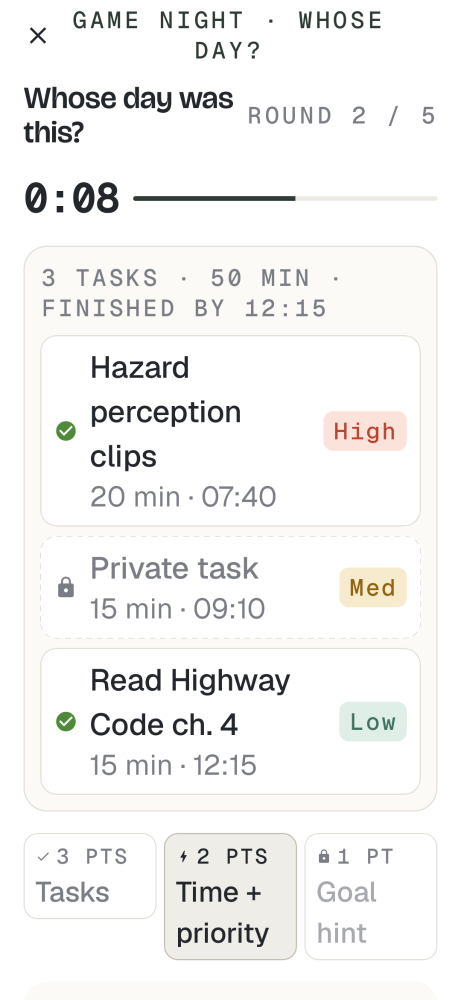 GAME NIGHT · WHOSE
DAY?
Whose day was
this?
ROUND 2 / 5
0:08
3 TASKS · 50 MIN ·
FINISHED BY 12:15
Hazard
perception
clips
20 min · 07:40
High
Private task
15 min · 09:10
Med
Read Highway
Code ch. 4
15 min · 12:15
Low
3 PTS
Tasks
2 PTS
Time +
priority
1 PT
Goal
hint